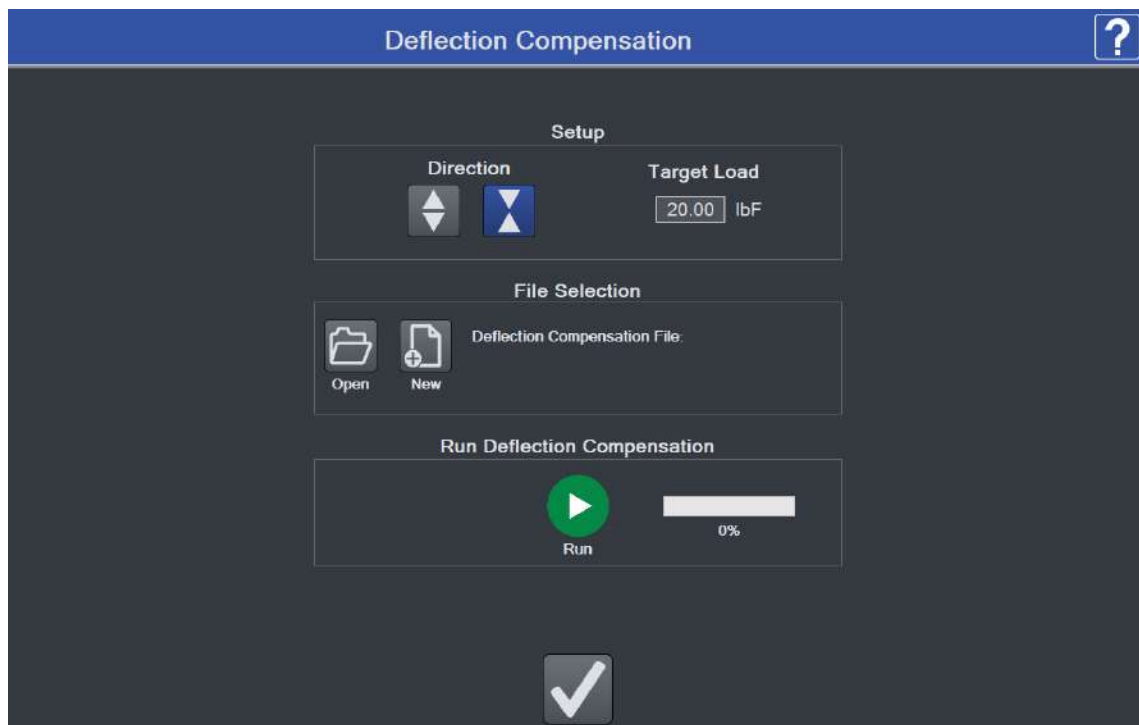 Deflection Compensation
?
Setup
Direction
Target Load
20.00 lbF
File Selection
Deflection Compensation File:
Open
New
Run Deflection Compensation
Run
0%